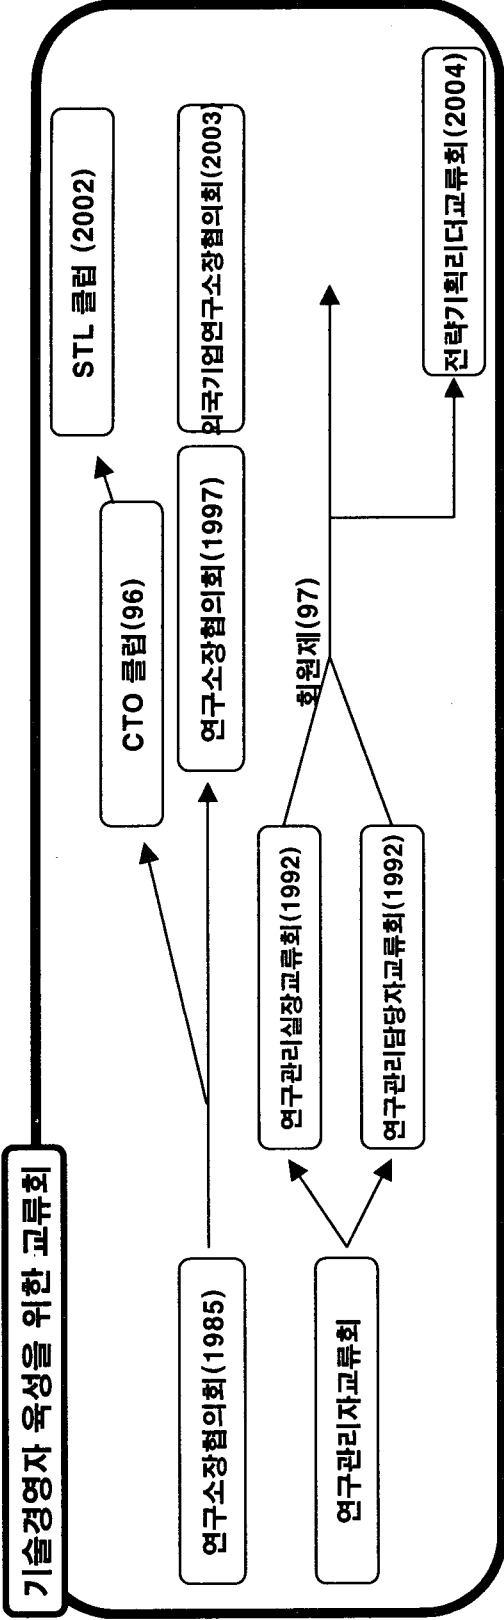 기술경영자 육성을 위한 교류회
연구소장협의회(1985)
연구관리자교류회
연구관리실장교류회(1992)
연구관리담당자교류회(1992)
CTO 클럽(96)
연구소장협의회(1997)
회원제(97)
STL 클럽 (2002)
외국기업연구소장협의회(2003)
전략기획리더교류회(2004)